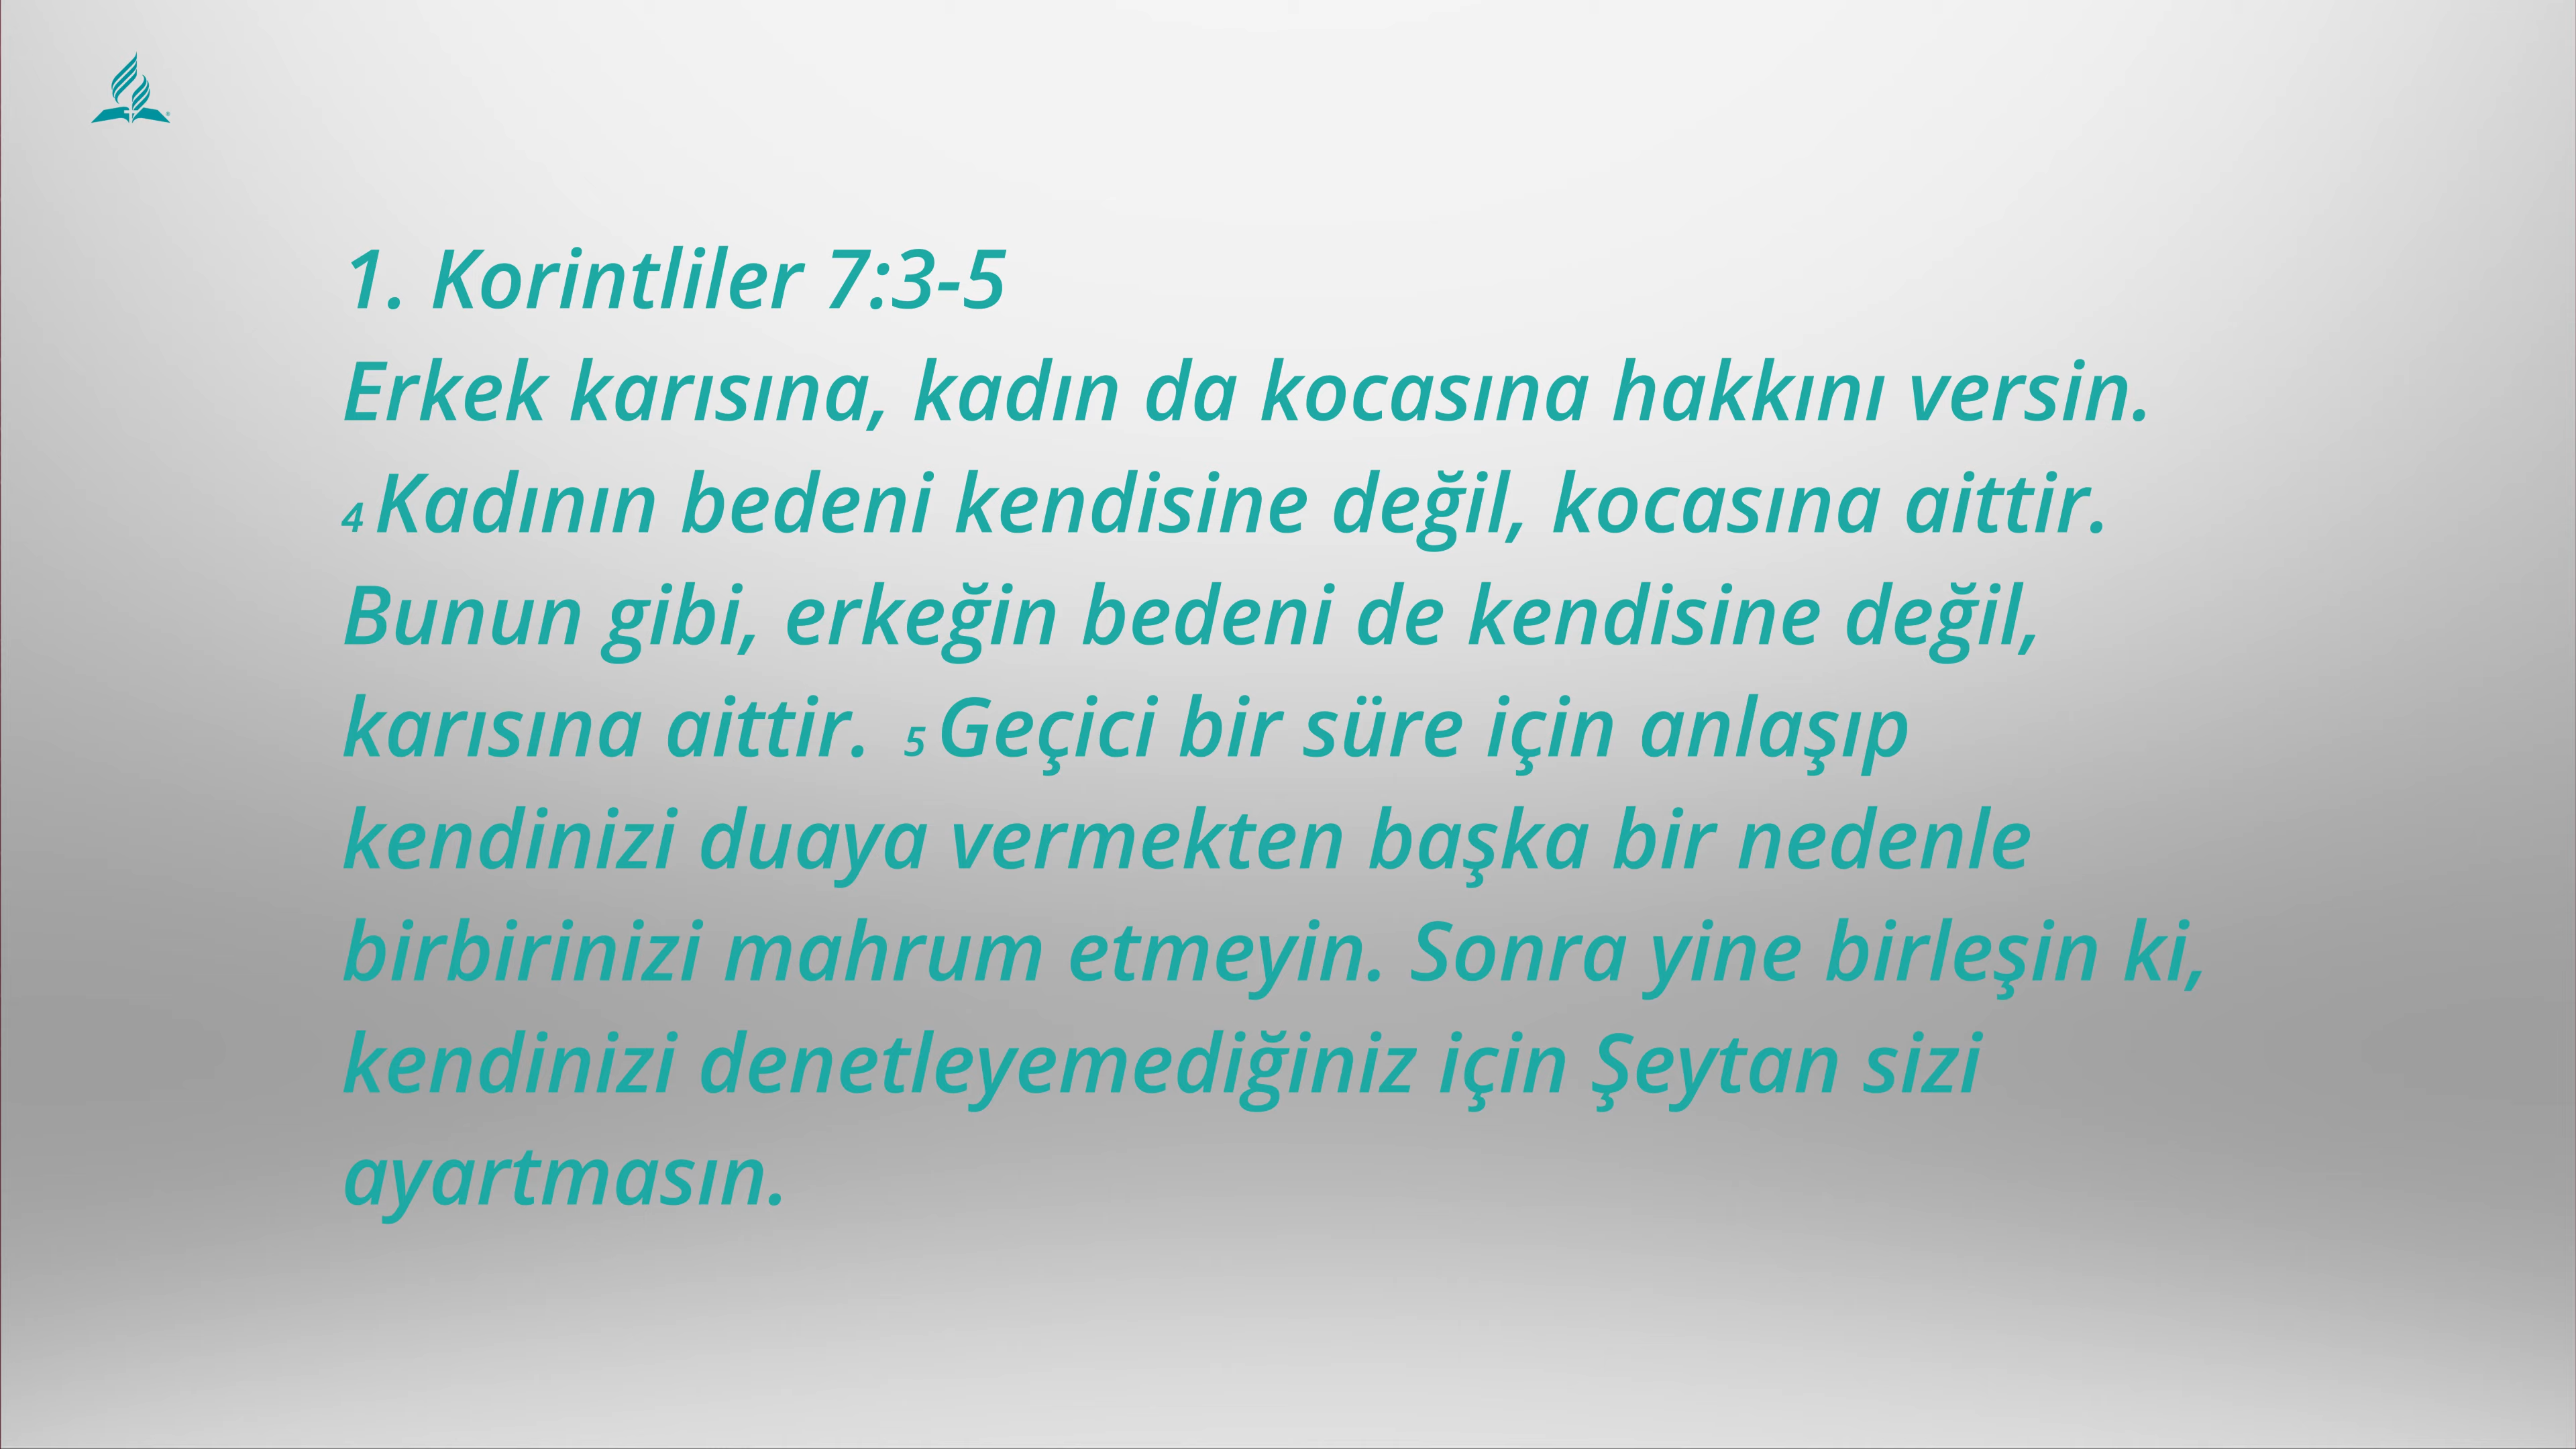 1. Korintliler 7:3-5
Erkek karısına, kadın da kocasına hakkını versin.
4 Kadının bedeni kendisine değil, kocasına aittir.
Bunun gibi, erkeğin bedeni de kendisine değil,
karısına aittir. 5 Geçici bir süre için anlaşıp
kendinizi duaya vermekten başka bir nedenle
birbirinizi mahrum etmeyin. Sonra yine birleşin ki,
kendinizi denetleyemediğiniz için Şeytan sizi
ayartmasın.